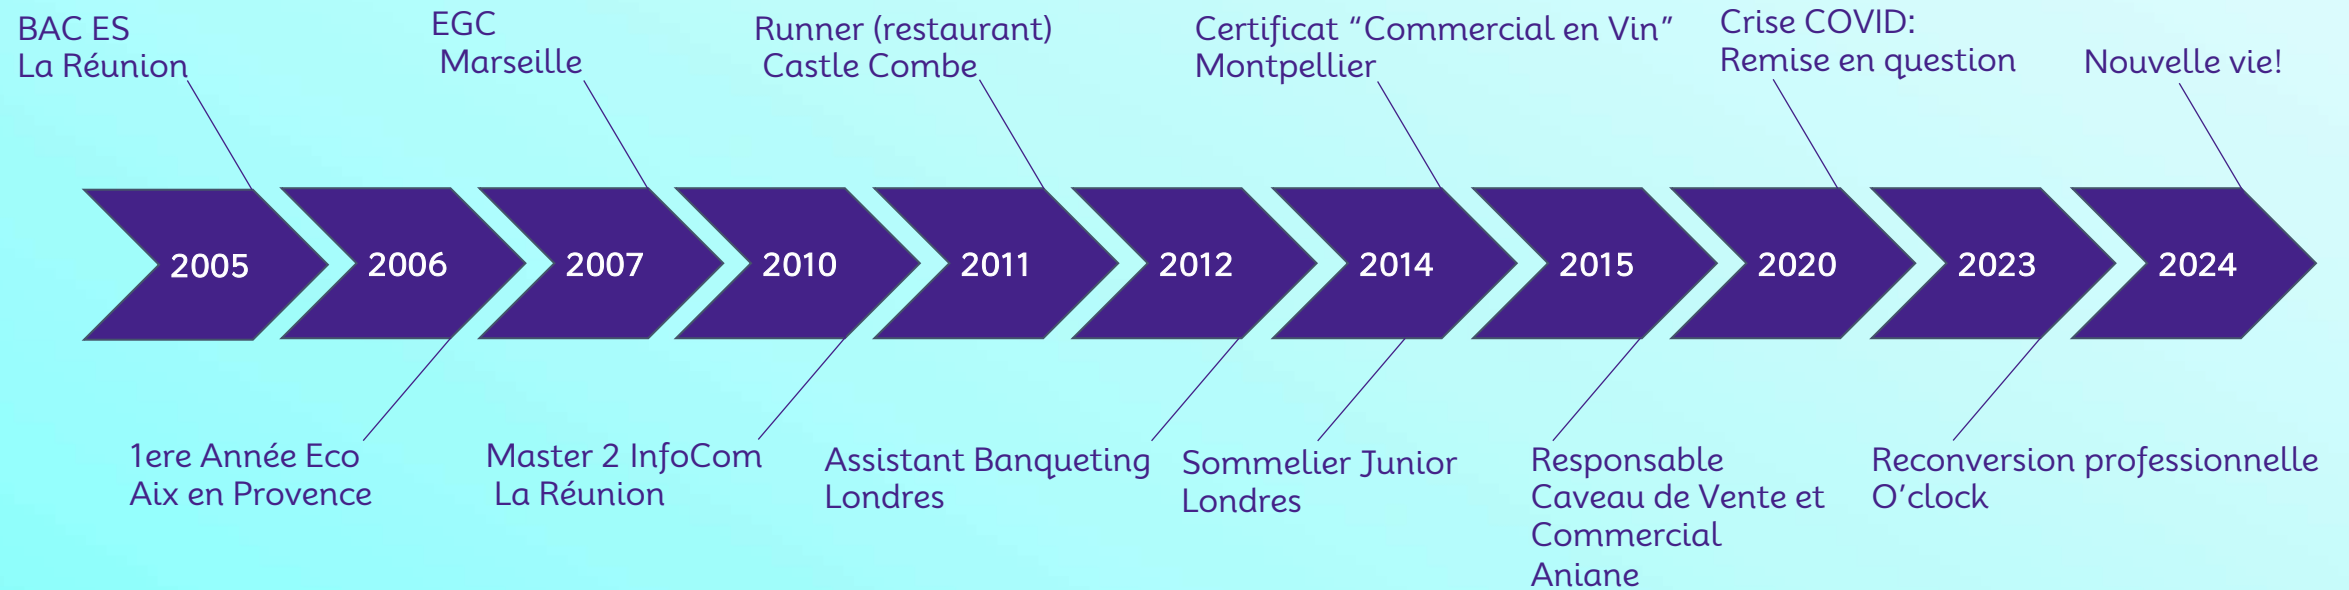 BAC ES
La Réunion
EGC
Marseille
Runner (restaurant)
Castle Combe
Certificat “Commercial en Vin”
Montpellier
Crise COVID:
Remise en question
Nouvelle vie!
2005
2006
2007
2010
2011
2012
2014
2015
2020
2023
2024
1ere Année Eco
Aix en Provence
Master 2 InfoCom
La Réunion
Assistant Banqueting
Londres
Sommelier Junior
Londres
Responsable
Caveau de Vente et
Commercial
Aniane
Reconversion professionnelle
O’clock